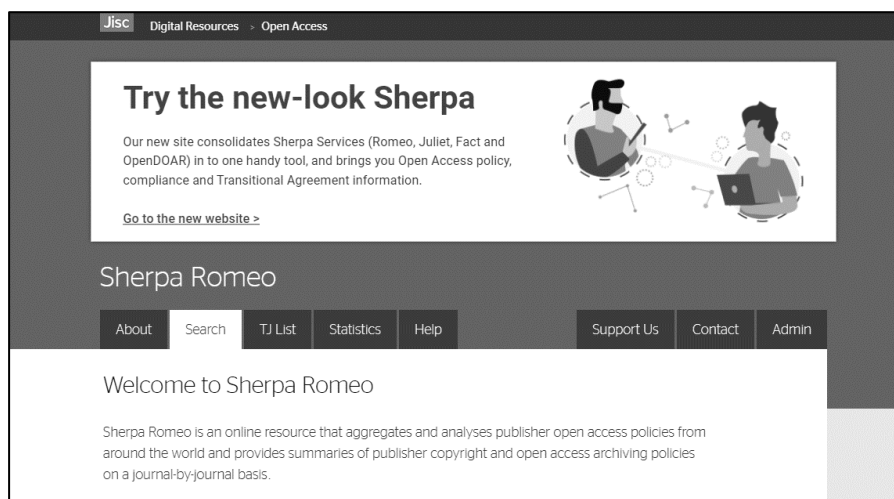 Jisc Digital Resources > Open Access
Try the new-look Sherpa
Our new site consolidates Sherpa Services (Romeo, Juliet, Fact and
OpenDOAR) in to one handy tool, and brings you Open Access policy,
compliance and Transitional Agreement information.
Go to the new website >
Sherpa Romeo
About Search TJ List Statistics Help Support Us Contact Admin
Welcome to Sherpa Romeo
Sherpa Romeo is an online resource that aggregates and analyses publisher open access policies from
around the world and provides summaries of publisher copyright and open access archiving policies
on a journal-by-journal basis.